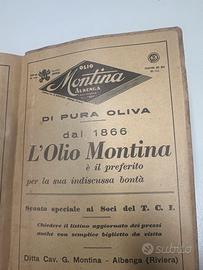 OLIO
Montina
ALBENGA
DI PURA OLIVA
dal 1866
L'Olio Montina
è il preferito
per la sua indiscussa bontà
Sconto speciale ai Soci del T. C. I.
Chiedere il listino aggiornato dei prezzi
anche con semplice biglietto da visita
Ditta Cav. G. Montina - Albenga (Riviera)
subito.it